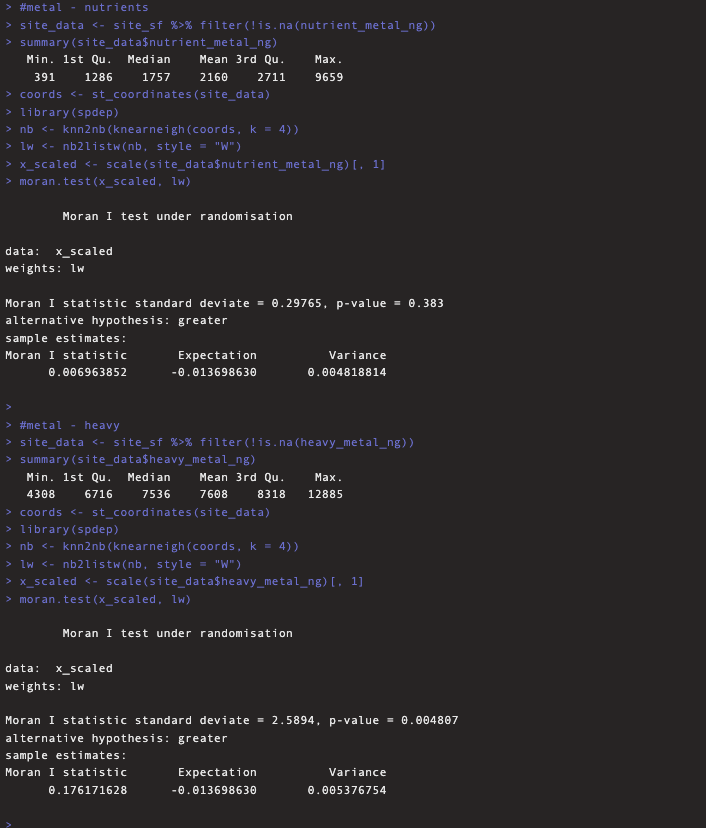 > #metal - nutrients
> site_data <- site_sf %>% filter(!is.na(nutrient_metal_ng))
> summary(site_data$nutrient_metal_ng)
   Min. 1st Qu.  Median    Mean 3rd Qu.    Max.
    391    1286    1757    2160    2711    9659
> coords <- st_coordinates(site_data)
> library(spdep)
> nb <- knn2nb(knearneigh(coords, k = 4))
> lw <- nb2listw(nb, style = "W")
> x_scaled <- scale(site_data$nutrient_metal_ng)[, 1]
> moran.test(x_scaled, lw)
        Moran I test under randomisation
data:  x_scaled
weights: lw
Moran I statistic standard deviate = 0.29765, p-value = 0.383
alternative hypothesis: greater
sample estimates:
Moran I statistic       Expectation          Variance
      0.006963852      -0.013698630       0.004818814
>
> #metal - heavy
> site_data <- site_sf %>% filter(!is.na(heavy_metal_ng))
> summary(site_data$heavy_metal_ng)
   Min. 1st Qu.  Median    Mean 3rd Qu.    Max.
   4308    6716    7536    7608    8318   12885
> coords <- st_coordinates(site_data)
> library(spdep)
> nb <- knn2nb(knearneigh(coords, k = 4))
> lw <- nb2listw(nb, style = "W")
> x_scaled <- scale(site_data$heavy_metal_ng)[, 1]
> moran.test(x_scaled, lw)
        Moran I test under randomisation
data:  x_scaled
weights: lw
Moran I statistic standard deviate = 2.5894, p-value = 0.004807
alternative hypothesis: greater
sample estimates:
Moran I statistic       Expectation          Variance
      0.176171628      -0.013698630       0.005376754
>